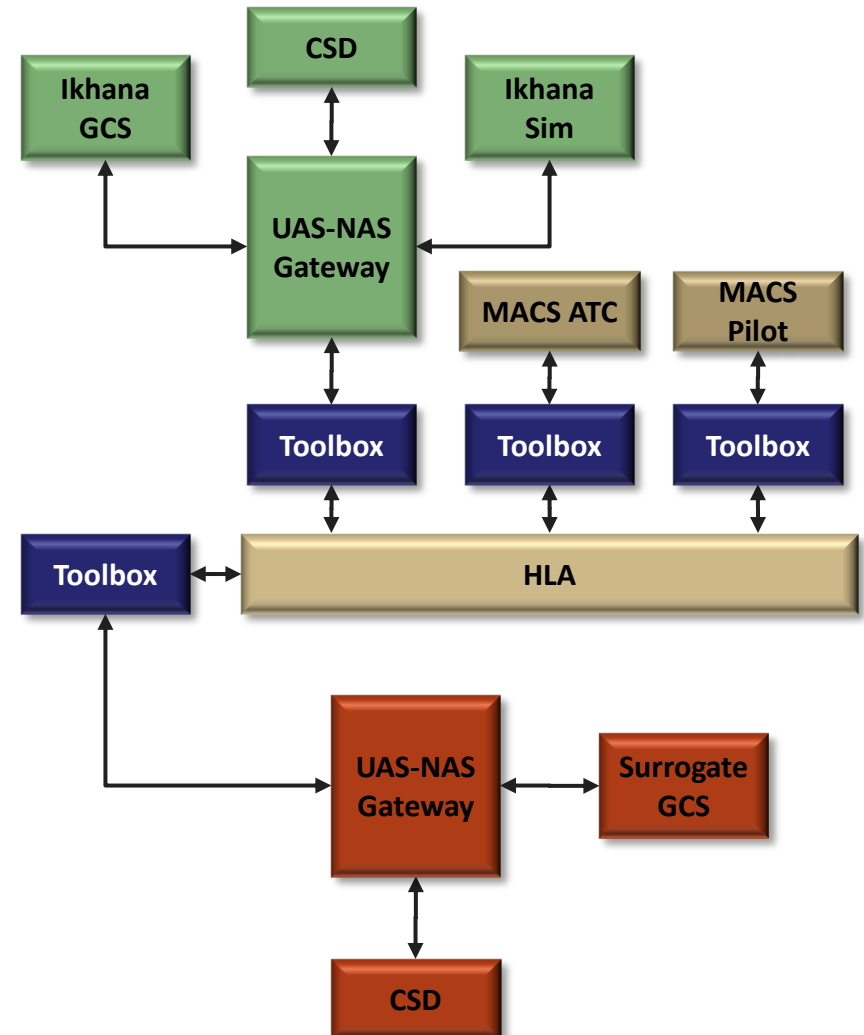 CSD
Ikhana
GCS
Ikhana
Sim
UAS-NAS
Gateway
MACS ATC
MACS
Pilot
Toolbox
Toolbox
Toolbox
Toolbox
HLA
UAS-NAS
Gateway
Surrogate
GCS
CSD